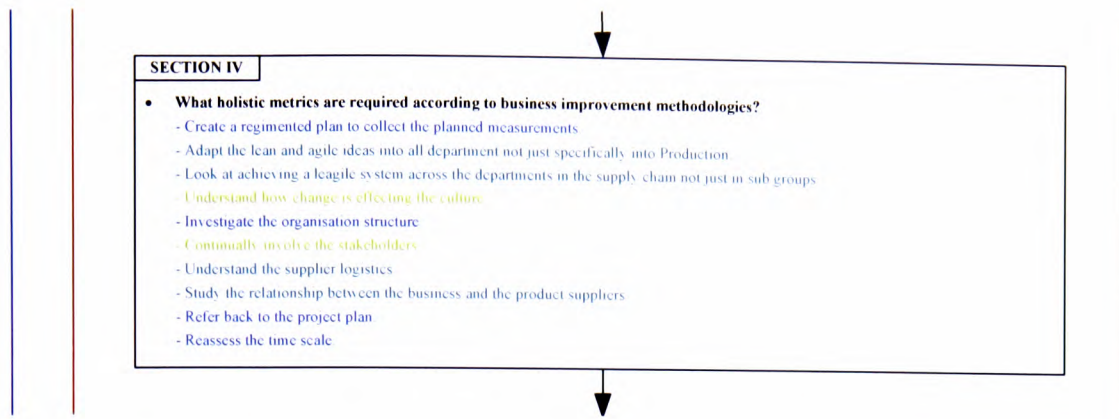 SECTION IV
• What holistic metrics are required according to business improvement methodologies?
- Create a regimented plan to collect the planned measurements
- Adapt the lean and agile ideas into all department not just specifically into Production
- Look at achieving a leagile system across the departments in the supply chain not just in sub groups
- Understand how change is effecting the culture
- Investigate the organisation structure
- Continually involve the stakeholders
- Understand the supplier logistics
- Study the relationship between the business and the product suppliers
- Refer back to the project plan
- Reassess the time scale